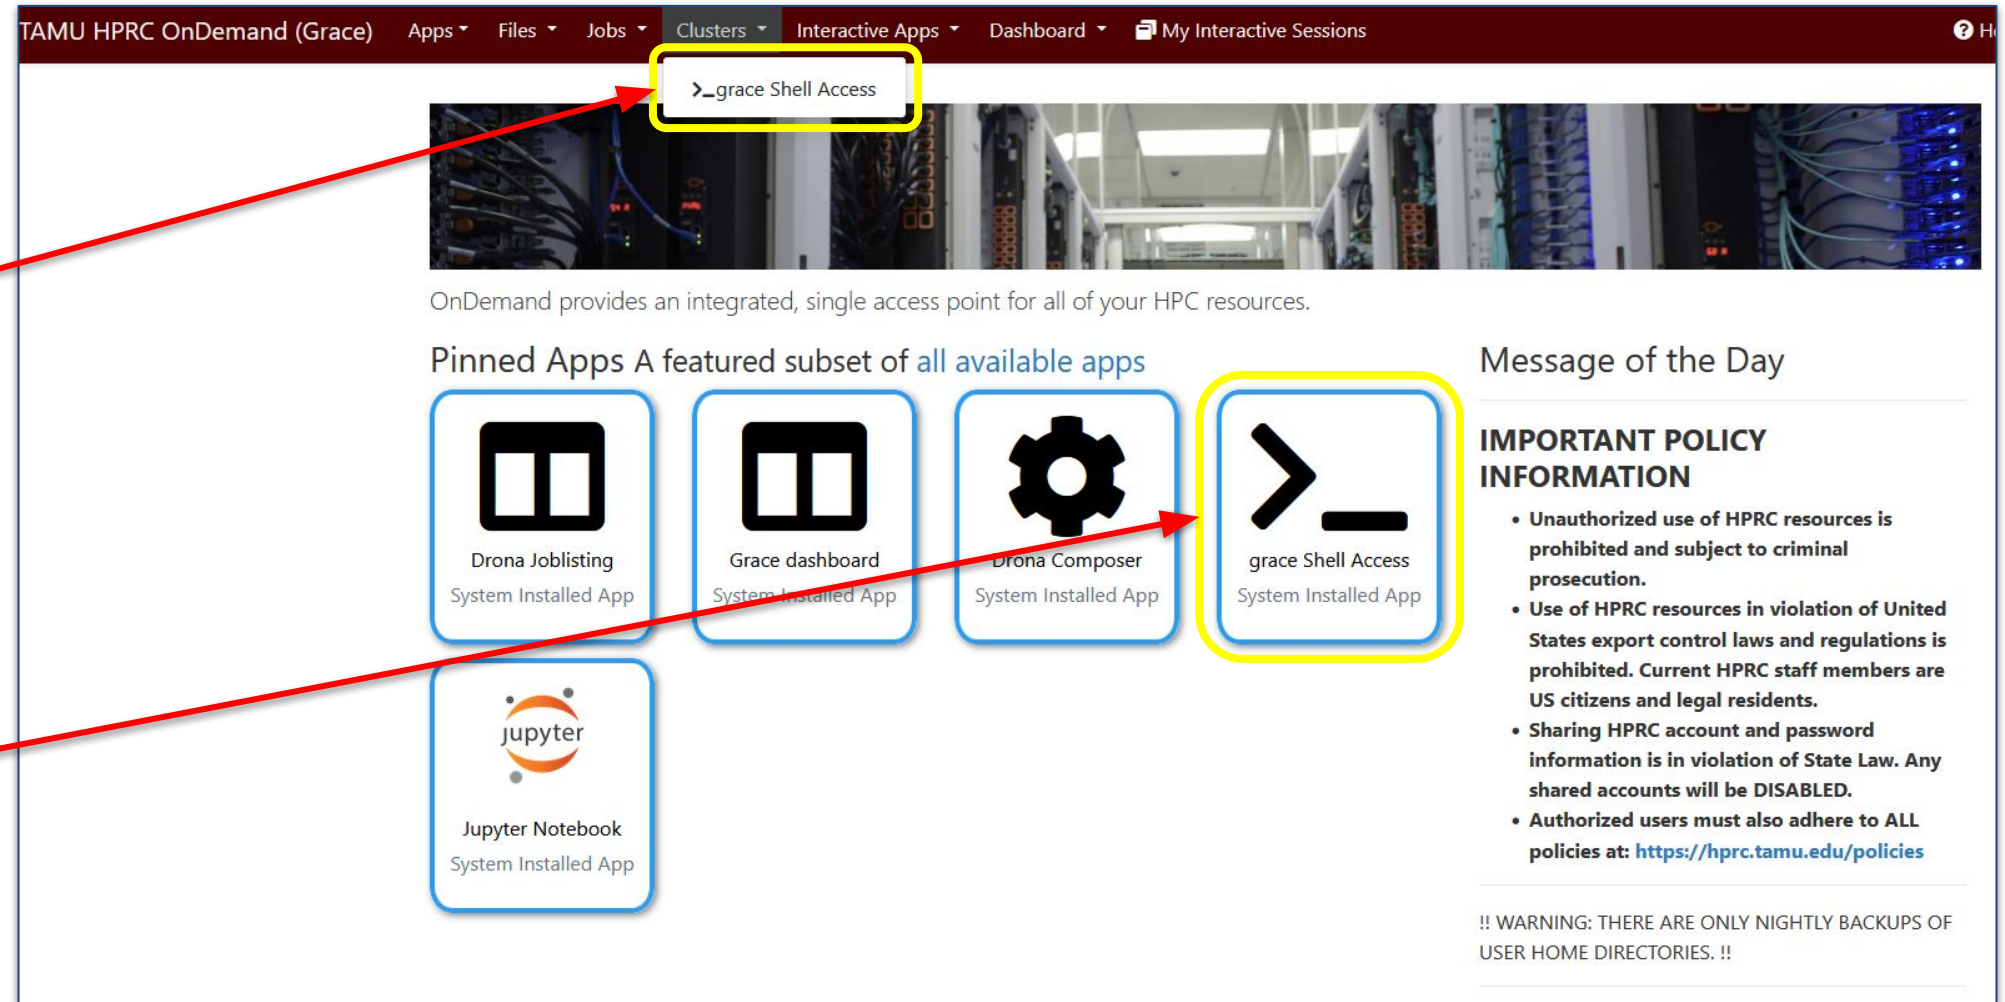 TAMU HPRC OnDemand (Grace) Apps Files Jobs Clusters Interactive Apps Dashboard My Interactive Sessions
>_grace Shell Access
OnDemand provides an integrated, single access point for all of your HPC resources.
Pinned Apps A featured subset of all available apps
Drona Joblisting
System Installed App
Grace dashboard
System Installed App
Drona Composer
System Installed App
grace Shell Access
System Installed App
jupyter
Jupyter Notebook
System Installed App
Message of the Day
IMPORTANT POLICY
INFORMATION
• Unauthorized use of HPRC resources is
prohibited and subject to criminal
prosecution.
• Use of HPRC resources in violation of United
States export control laws and regulations is
prohibited. Current HPRC staff members are
US citizens and legal residents.
• Sharing HPRC account and password
information is in violation of State Law. Any
shared accounts will be DISABLED.
• Authorized users must also adhere to ALL
policies at: https://hprc.tamu.edu/policies
!! WARNING: THERE ARE ONLY NIGHTLY BACKUPS OF
USER HOME DIRECTORIES. !!